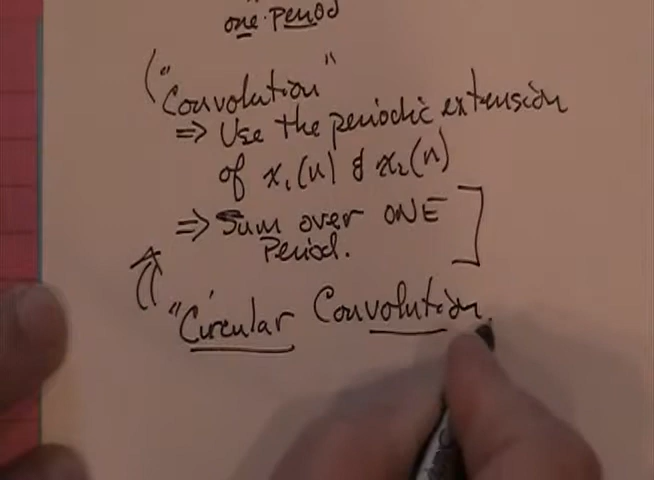 one period
("Convolution"
⇒ Use the periodic extension
of x₁(n) & x₂(n)
⇒ Sum over ONE
Period.
"Circular Convolution.